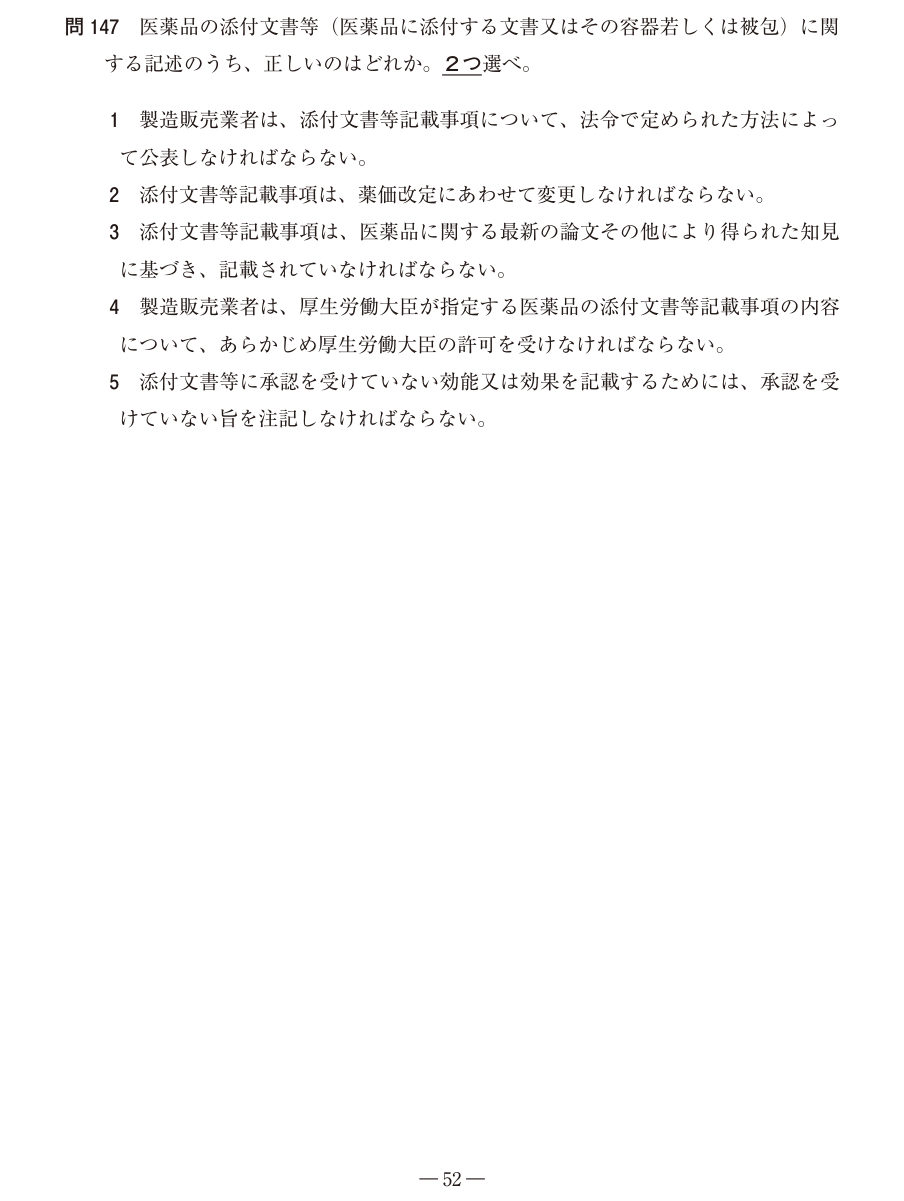 問 147　医薬品の添付文書等（医薬品に添付する文書又はその容器若しくは被包）に関
する記述のうち、正しいのはどれか。２つ選べ。
1　製造販売業者は、添付文書等記載事項について、法令で定められた方法によっ
て公表しなければならない。
2　添付文書等記載事項は、薬価改定にあわせて変更しなければならない。
3　添付文書等記載事項は、医薬品に関する最新の論文その他により得られた知見
に基づき、記載されていなければならない。
4　製造販売業者は、厚生労働大臣が指定する医薬品の添付文書等記載事項の内容
について、あらかじめ厚生労働大臣の許可を受けなければならない。
5　添付文書等に承認を受けていない効能又は効果を記載するためには、承認を受
けていない旨を注記しなければならない。
― 52 ―